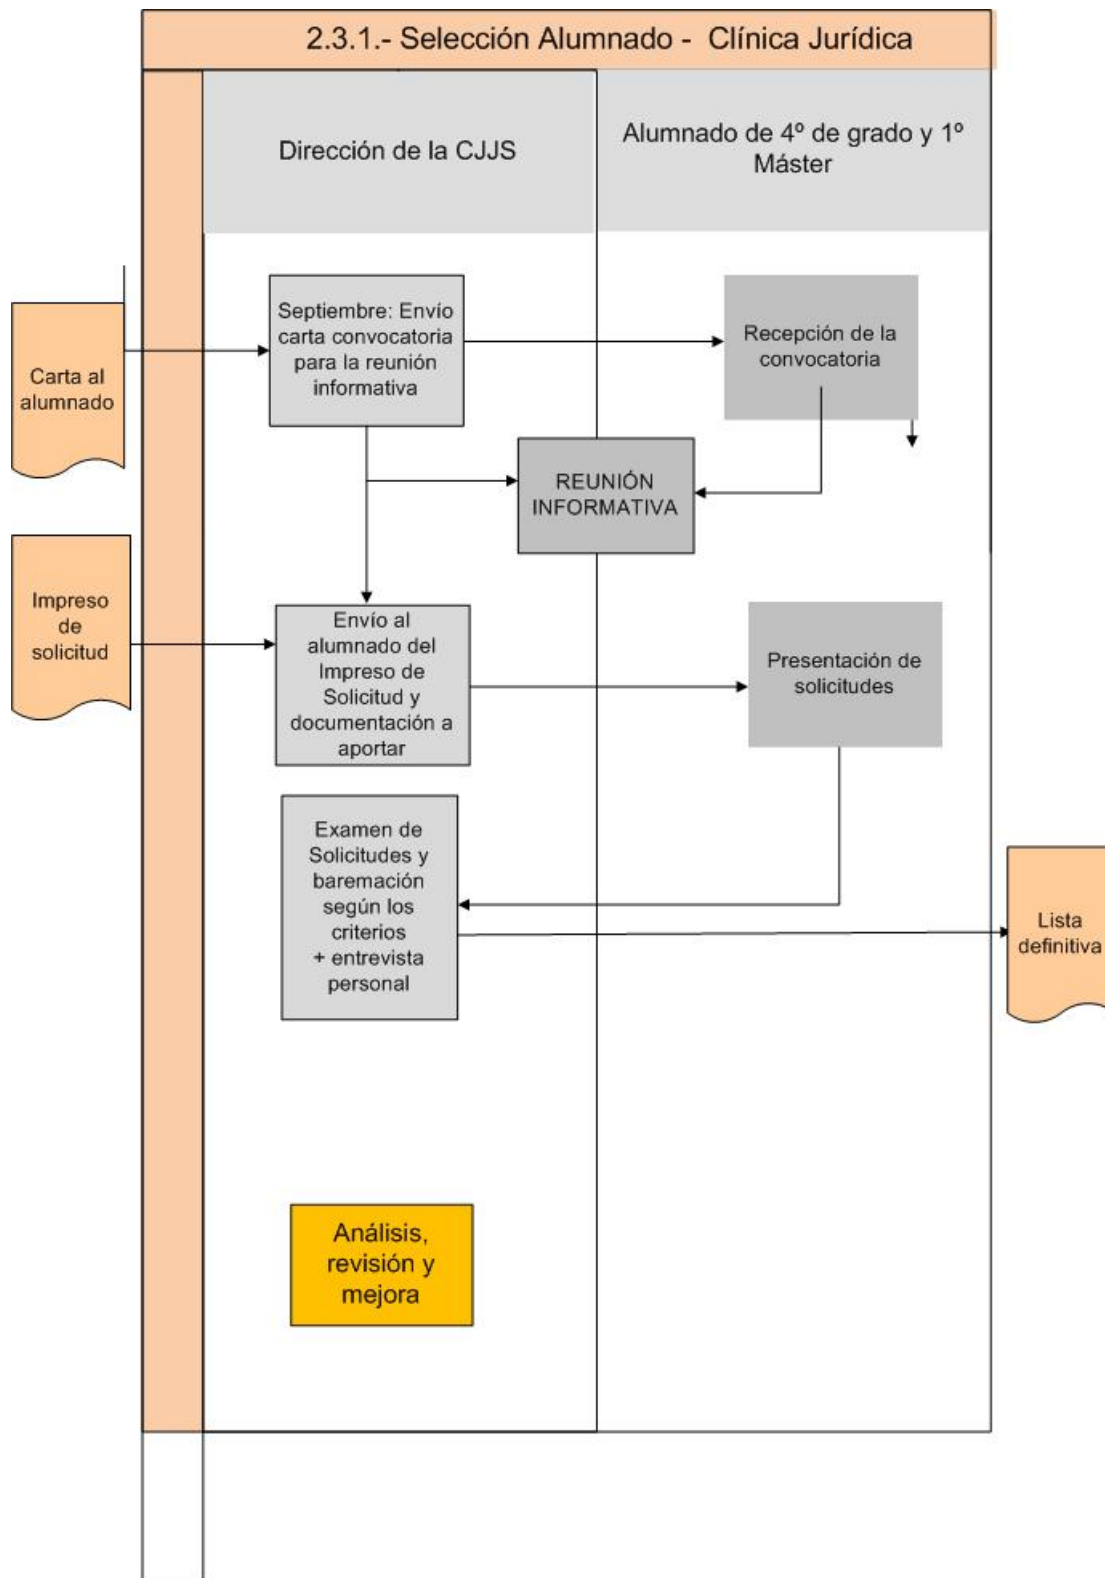 2.3.1.- Selección Alumnado -  Clínica Jurídica
Dirección de la CJJS
Alumnado de 4º de grado y 1º
Máster
Carta al
alumnado
Septiembre: Envío
carta convocatoria
para la reunión
informativa
Recepción de la
convocatoria
REUNIÓN
INFORMATIVA
Impreso
de
solicitud
Envío al
alumnado del
Impreso de
Solicitud y
documentación a
aportar
Presentación de
solicitudes
Examen de
Solicitudes y
baremación
según los
criterios
+ entrevista
personal
Lista
definitiva
Análisis,
revisión y
mejora